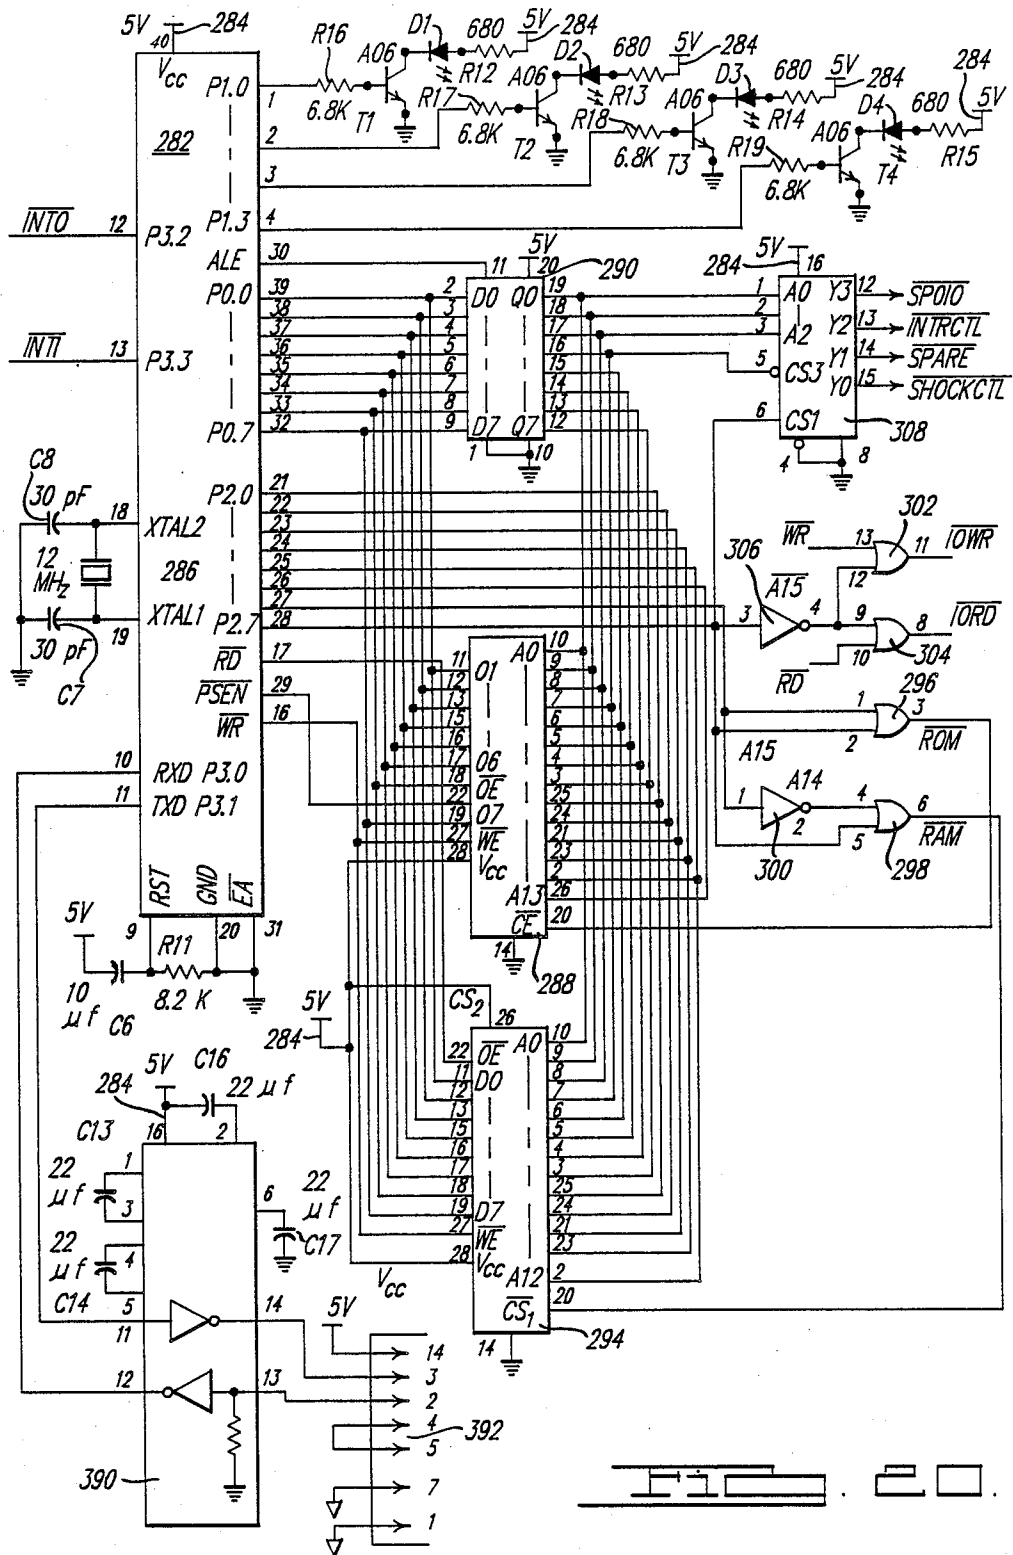 5V 284 D1 680 5V 284
40 R16 A06 D2 680 5V 284
VCC P1.0 R12 A06 D3 680 5V 284
1 6.8K T1 R17 R13 A06 D4 680 5V
282 2 6.8K T2 R18 R14 A06
3 6.8K T3 R19 R15
INTO 12 P3.2 P1.3 4 6.8K T4
ALE 30 11 5V 20 290 5V 284 16
P0.0 39 2 D0 Q0 19 1 A0 Y3 12 SPOIO
38 3 18 2 Y2 13 INTRCTL
37 4 17 3 A2 Y1 14 SPARE
INTI 13 P3.3 36 5 16 5 CS3 Y0 15 SHOCKCTL
35 6 15
34 7 14
33 8 13
P0.7 32 9 D7 Q7 12 6 CS1 308
1 10 4 8
C8 P2.0 21
30 pF 22
18 XTAL2 23
24
12 MHz 286 25
26
27
XTAL1 P2.7 28
19
30 pF
C7
WR 13 302 IOWR
12 11
306 A15
3 4 9 8 IORD
10 304
RD
RD 17
PSEN 29
WR 16
11 O1 A0 10
12 9
13 8
15 7
16 6
17 O6 5
18 OE 4
22 O7 3
19 25
27 WE 24
28 VCC 21
23
2
A13 26
CE 20
14 288
1 296
2 3 ROM
A15
A14
1 2 4 6 RAM
300 5 298
10 RXD P3.0
11 TXD P3.1
RST GND EA
5V 9 R11 20 31
10 µf 8.2 K
C6
5V
284
CS2 26
22 OE A0 10
11 D0 9
12 8
13 7
15 6
16 5
17 4
18 3
19 D7 25
27 WE 24
28 VCC 21
23
A12 2
CS1 20
14 294
5V C16
284 22 µf
16 2
C13
1
22 µf 3 6 22 µf
C17
22 µf 4
C14 5
VCC
11 14 5V
14
3
12 13 2
4 392
5
390 7
1